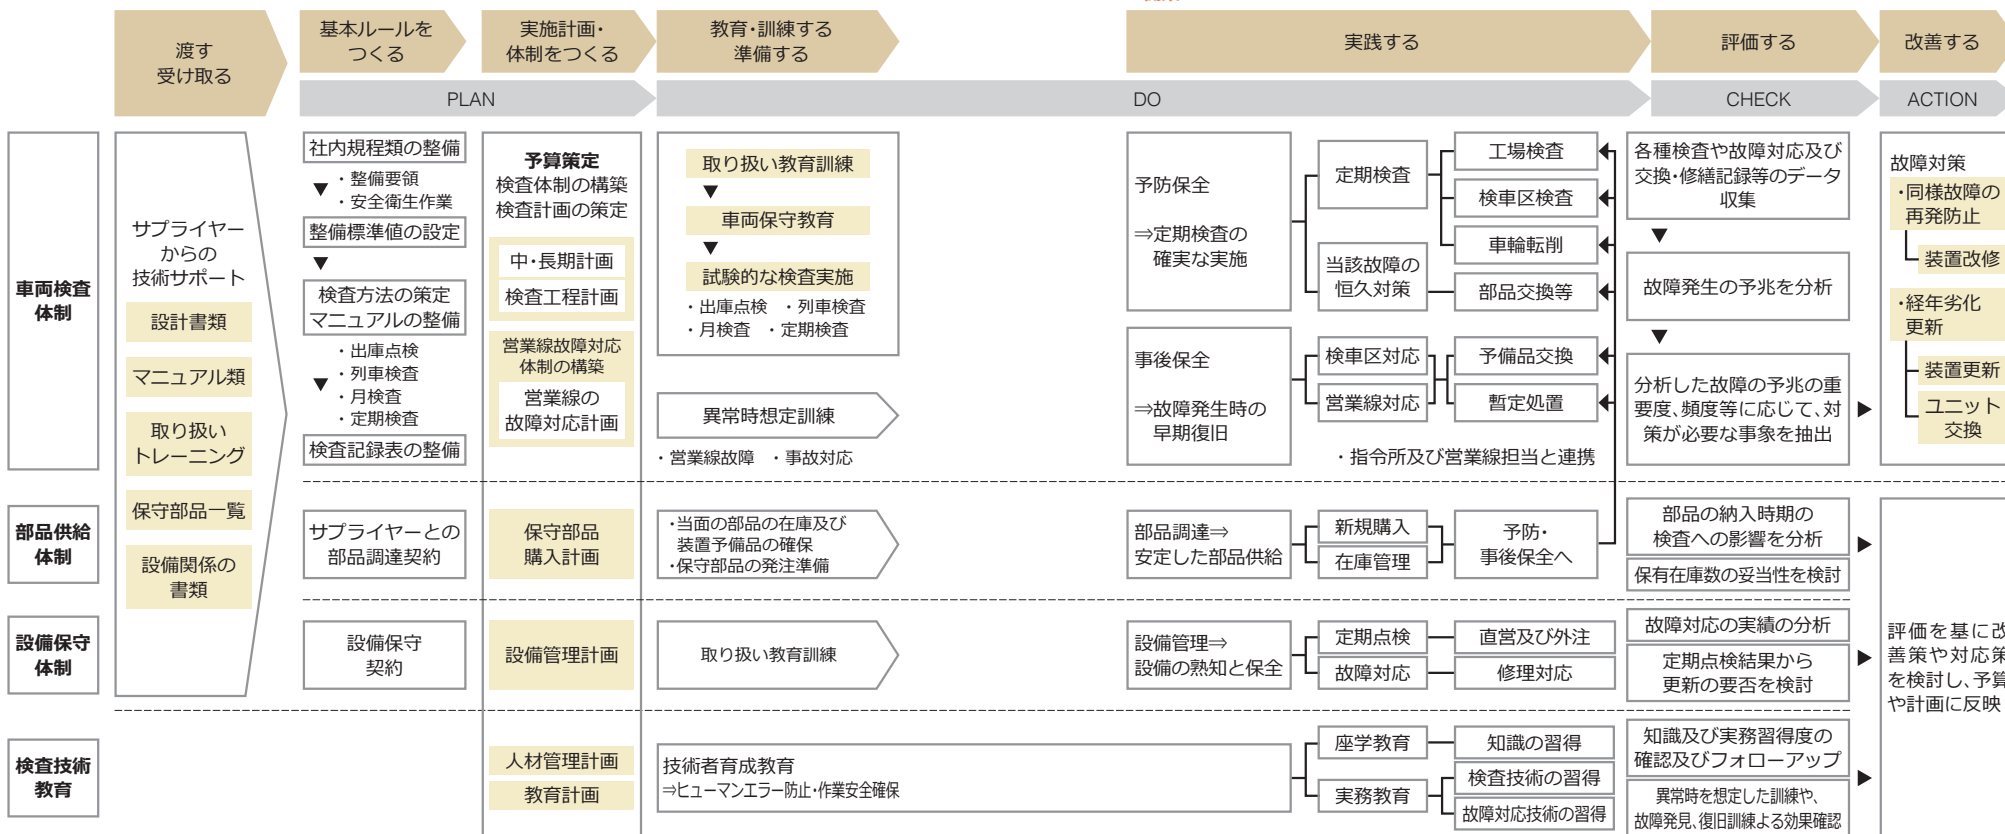 渡す
受け取る
基本ルールを
つくる
実施計画・
体制をつくる
教育・訓練する
準備する
実践する
評価する
改善する
PLAN
DO
CHECK
ACTION
車両検査
体制
サプライヤー
からの
技術サポート
設計書類
マニュアル類
取り扱い
トレーニング
保守部品一覧
設備関係の
書類
社内規程類の整備
▼
・整備要領
・安全衛生作業
整備標準値の設定
▼
検査方法の策定
マニュアルの整備
・出庫点検
・列車検査
▼
・月検査
・定期検査
検査記録表の整備
予算策定
検査体制の構築
検査計画の策定
中・長期計画
検査工程計画
営業線故障対応
体制の構築
営業線の
故障対応計画
取り扱い教育訓練
▼
車両保守教育
▼
試験的な検査実施
・出庫点検 ・列車検査
・月検査 ・定期検査
異常時想定訓練
・営業線故障 ・事故対応
予防保全
⇒定期検査の
確実な実施
定期検査
工場検査
検車区検査
車輪転削
当該故障の
恒久対策
部品交換等
事後保全
⇒故障発生時の
早期復旧
検車区対応
営業線対応
予備品交換
暫定処置
・指令所及び営業線担当と連携
各種検査や故障対応及び
交換・修繕記録等のデータ
収集
▼
故障発生の予兆を分析
▼
分析した故障の予兆の重
要度、頻度等に応じて、対
策が必要な事象を抽出
▶
故障対策
・同様故障の
再発防止
装置改修
・経年劣化
更新
装置更新
ユニット
交換
部品供給
体制
サプライヤーとの
部品調達契約
保守部品
購入計画
・当面の部品の在庫及び
装置予備品の確保
・保守部品の発注準備
部品調達⇒
安定した部品供給
新規購入
在庫管理
予防・
事後保全へ
部品の納入時期の
検査への影響を分析
保有在庫数の妥当性を検討
▶
設備保守
体制
設備保守
契約
設備管理計画
取り扱い教育訓練
設備管理⇒
設備の熟知と保全
定期点検
直営及び外注
故障対応
修理対応
故障対応の実績の分析
定期点検結果から
更新の要否を検討
▶
評価を基に改
善策や対応策
を検討し、予算
や計画に反映
検査技術
教育
人材管理計画
教育計画
技術者育成教育
⇒ヒューマンエラー防止・作業安全確保
座学教育
知識の習得
実務教育
検査技術の習得
故障対応技術の習得
知識及び実務習得度の
確認及びフォローアップ
異常時を想定した訓練や、
故障発見、復旧訓練よる効果確認
▶